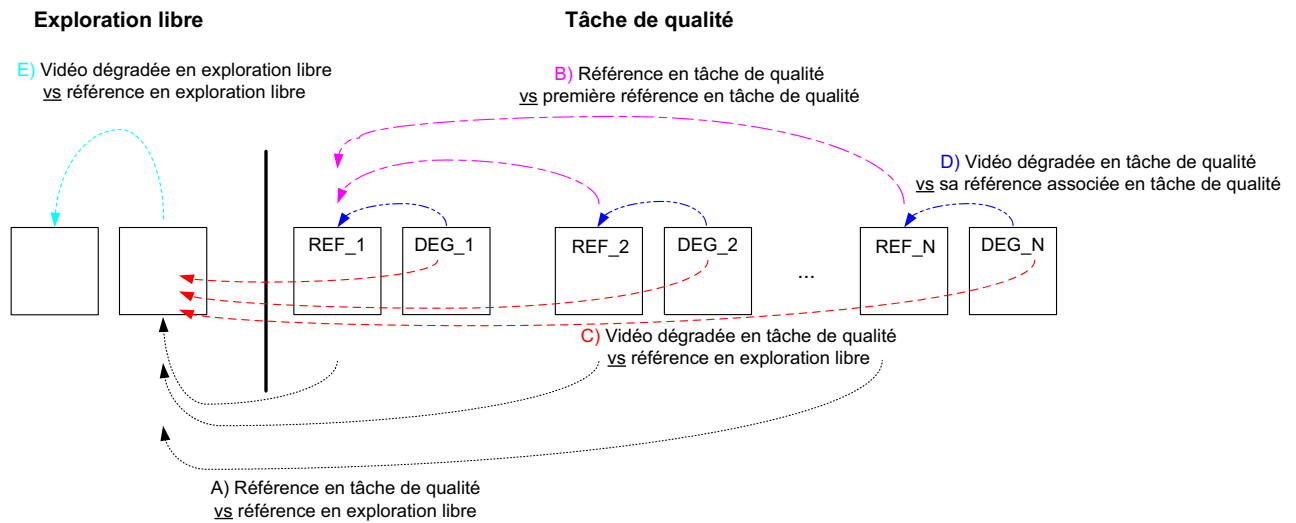 Exploration libre
Tâche de qualité
E) Vidéo dégradée en exploration libre
vs référence en exploration libre
B) Référence en tâche de qualité
vs première référence en tâche de qualité
D) Vidéo dégradée en tâche de qualité
vs sa référence associée en tâche de qualité
REF_1
DEG_1
REF_2
DEG_2
...
REF_N
DEG_N
C) Vidéo dégradée en tâche de qualité
vs référence en exploration libre
A) Référence en tâche de qualité
vs référence en exploration libre